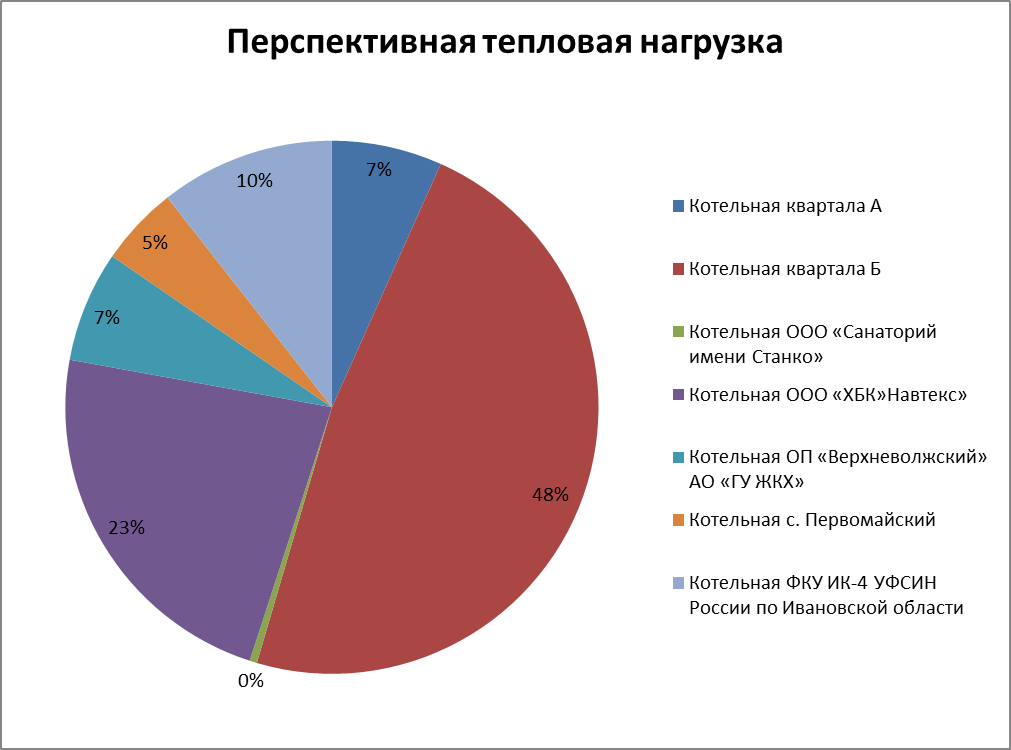 Перспективная тепловая нагрузка
7%
48%
0%
23%
7%
5%
10%
Котельная квартала А
Котельная квартала Б
Котельная ООО «Санаторий
имени Станко»
Котельная ООО «ХБК»Навтекс»
Котельная ОП «Верхневолжский»
АО «ГУ ЖКХ»
Котельная с. Первомайский
Котельная ФКУ ИК-4 УФСИН
России по Ивановской области